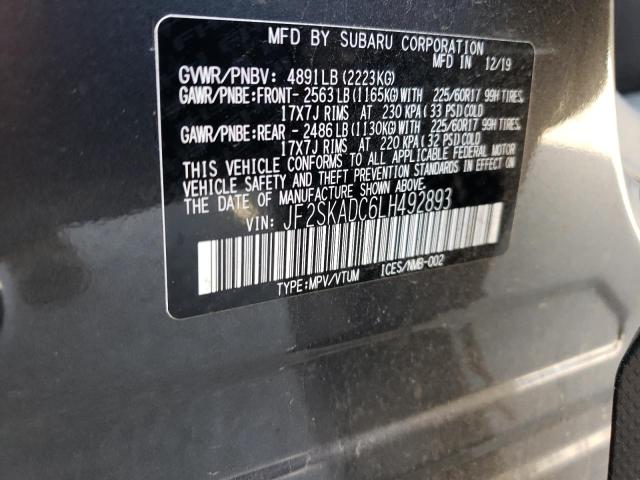 MFD BY SUBARU CORPORATION
MFD IN 12/19
GVWR/PNBV: 4891LB(2223KG)
GAWR/PNBE:FRONT-2563LB(1165KG)WITH 225/60R17 99H TIRES,
17X7J RIMS AT 230 KPA(33 PSI)COLD
GAWR/PNBE:REAR -2486LB(1130KG)WITH 225/60R17 99H TIRES,
17X7J RIMS AT 220 KPA(32 PSI)COLD
THIS VEHICLE CONFORMS TO ALL APPLICABLE FEDERAL MOTOR
VEHICLE SAFETY AND THEFT PREVENTION STANDARDS IN EFFECT
ON THE DATE OF MANUFACTURE SHOWN ABOVE.
VIN: JF2SKADC6LH492893
TYPE:MPV/VTUM ICES/NMB-002